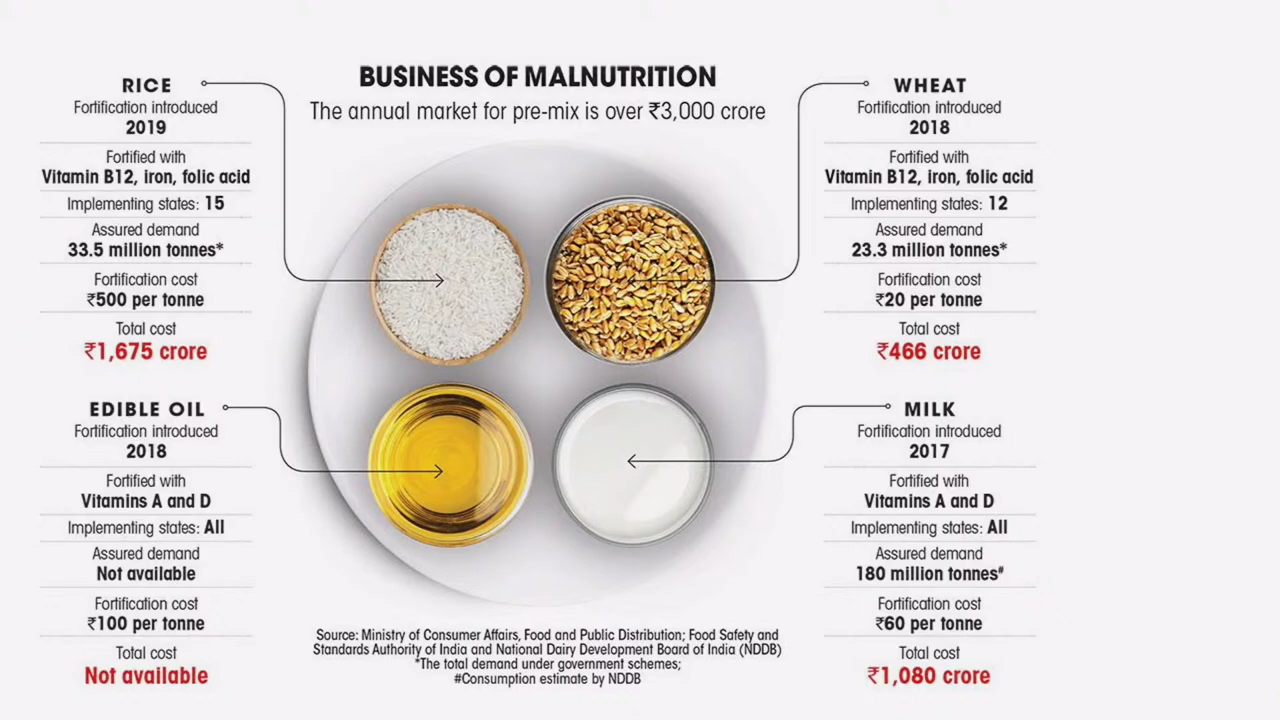 BUSINESS OF MALNUTRITION
The annual market for pre-mix is over ₹3,000 crore
RICE
Fortification introduced
2019
Fortified with
Vitamin B12, iron, folic acid
Implementing states: 15
Assured demand
33.5 million tonnes*
Fortification cost
₹500 per tonne
Total cost
₹1,675 crore
WHEAT
Fortification introduced
2018
Fortified with
Vitamin B12, iron, folic acid
Implementing states: 12
Assured demand
23.3 million tonnes*
Fortification cost
₹20 per tonne
Total cost
₹466 crore
EDIBLE OIL
Fortification introduced
2018
Fortified with
Vitamins A and D
Implementing states: All
Assured demand
Not available
Fortification cost
₹100 per tonne
Total cost
Not available
MILK
Fortification introduced
2017
Fortified with
Vitamins A and D
Implementing states: All
Assured demand
180 million tonnes#
Fortification cost
₹60 per tonne
Total cost
₹1,080 crore
Source: Ministry of Consumer Affairs, Food and Public Distribution; Food Safety and
Standards Authority of India and National Dairy Development Board of India (NDDB)
*The total demand under government schemes;
#Consumption estimate by NDDB